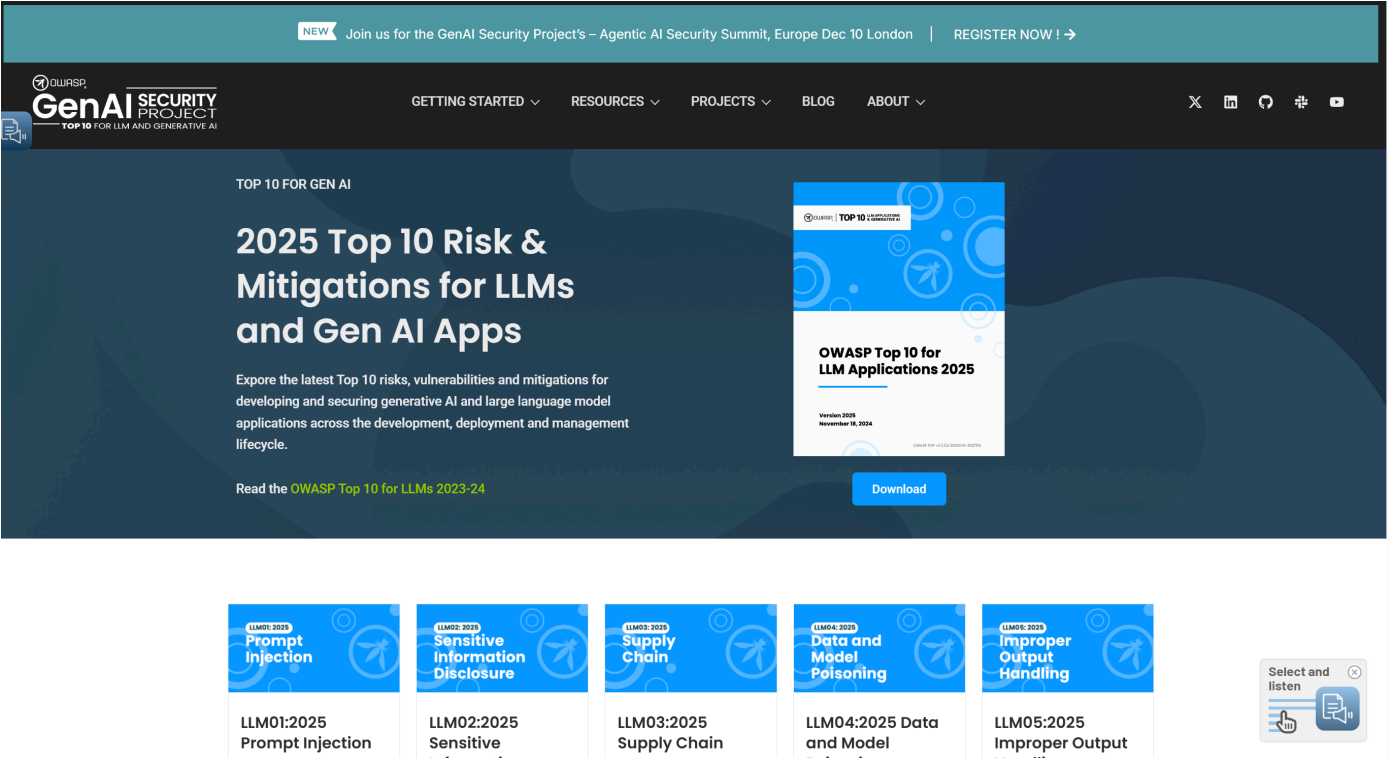 NEW Join us for the GenAI Security Project's – Agentic AI Security Summit, Europe Dec 10 London | REGISTER NOW ! →
OWASP
GenAI SECURITY PROJECT
TOP 10 FOR LLM AND GENERATIVE AI
GETTING STARTED RESOURCES PROJECTS BLOG ABOUT
TOP 10 FOR GEN AI
2025 Top 10 Risk &
Mitigations for LLMs
and Gen AI Apps
Expore the latest Top 10 risks, vulnerabilities and mitigations for
developing and securing generative AI and large language model
applications across the development, deployment and management
lifecycle.
Read the OWASP Top 10 for LLMs 2023-24
OWASP | TOP 10 LLM APPLICATIONS & GENERATIVE AI
OWASP Top 10 for
LLM Applications 2025
Version 2025
November 18, 2024
Download
LLM01: 2025
Prompt
Injection
LLM01:2025
Prompt Injection
LLM02: 2025
Sensitive
Information
Disclosure
LLM02:2025
Sensitive
LLM03: 2025
Supply
Chain
LLM03:2025
Supply Chain
LLM04: 2025
Data and
Model
Poisoning
LLM04:2025 Data
and Model
LLM05: 2025
Improper
Output
Handling
LLM05:2025
Improper Output
Select and
listen